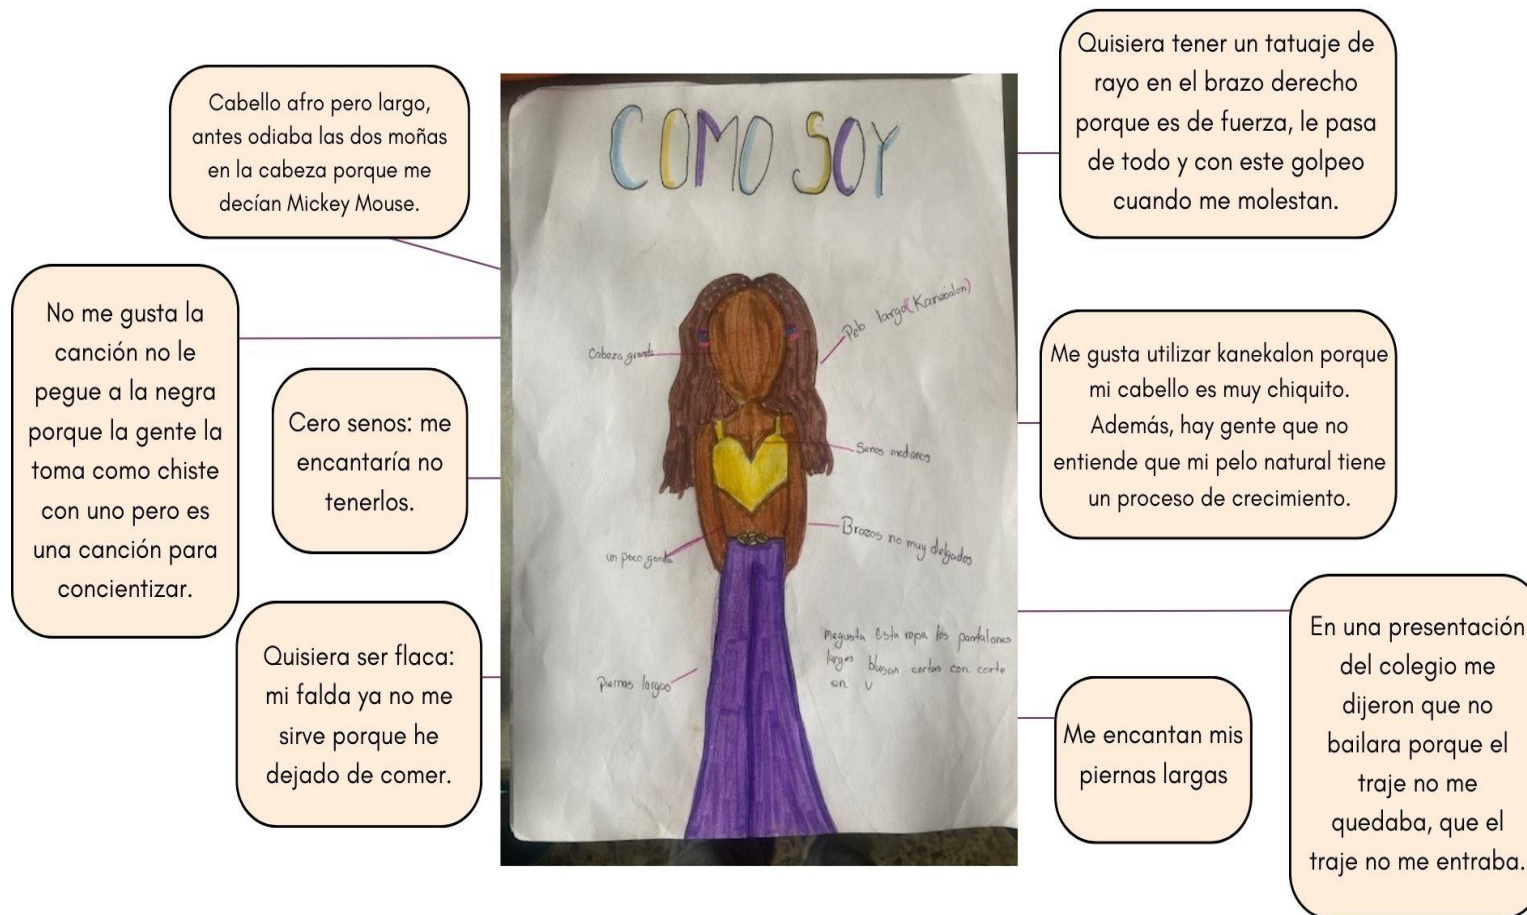 Cabello afro pero largo,
antes odiaba las dos moñas
en la cabeza porque me
decían Mickey Mouse.
No me gusta la
canción no le
pegue a la negra
porque la gente la
toma como chiste
con uno pero es
una canción para
concientizar.
Cero senos: me
encantaría no
tenerlos.
Quisiera ser flaca:
mi falda ya no me
sirve porque he
dejado de comer.
COMO SOY
Pelo largo (Kanecalon)
Cabeza grande
Senos medianos
Brazos no muy delgados
un poco gorda
Megusta Esta ropa los pantalones
largos blusas cortas con corte
en v
Piernas largas
Quisiera tener un tatuaje de
rayo en el brazo derecho
porque es de fuerza, le pasa
de todo y con este golpeo
cuando me molestan.
Me gusta utilizar kanekalon porque
mi cabello es muy chiquito.
Además, hay gente que no
entiende que mi pelo natural tiene
un proceso de crecimiento.
Me encantan mis
piernas largas
En una presentación
del colegio me
dijeron que no
bailara porque el
traje no me
quedaba, que el
traje no me entraba.